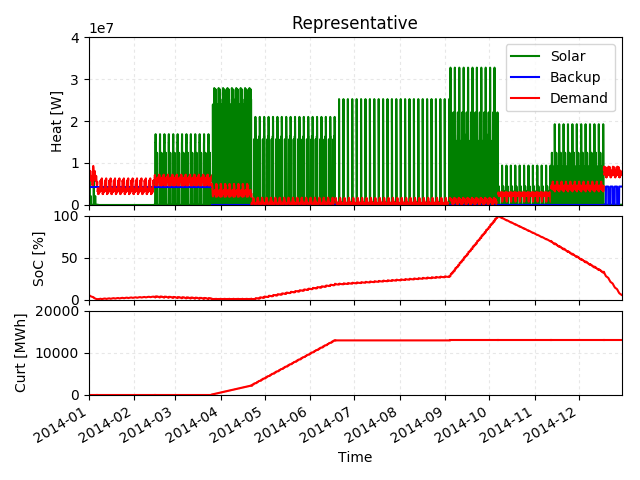 Representative
1e7
4
3
2
1
0
Heat [W]
Solar
Backup
Demand
100
50
0
SoC [%]
20000
10000
0
Curt [MWh]
2014-01
2014-02
2014-03
2014-04
2014-05
2014-06
2014-07
2014-08
2014-09
2014-10
2014-11
2014-12
Time